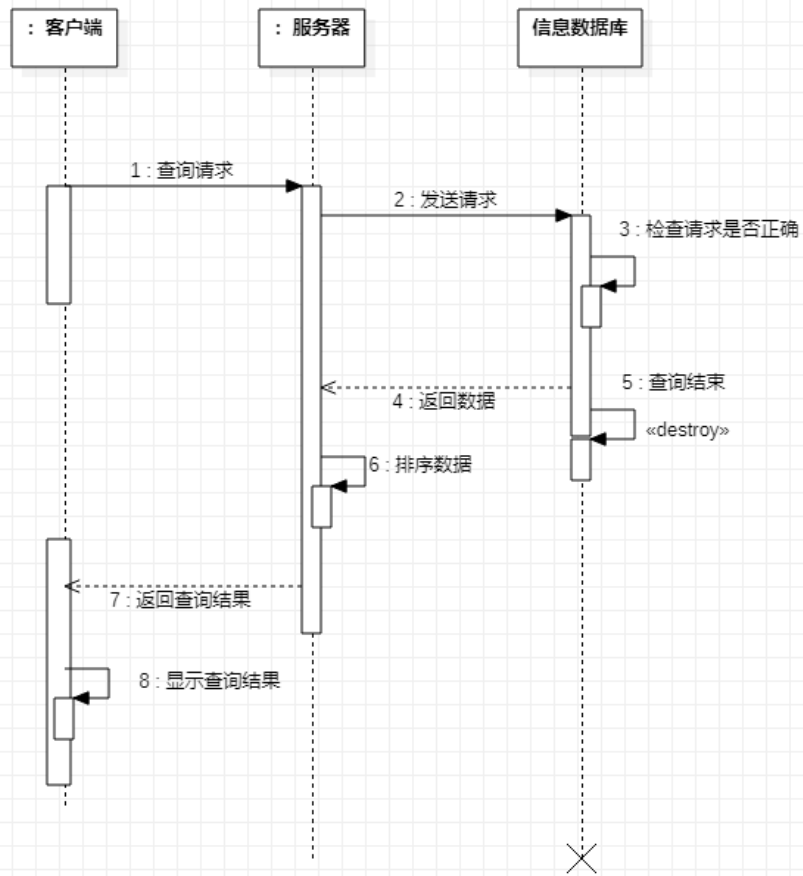 : 客户端
: 服务器
信息数据库
1 : 查询请求
2 : 发送请求
3 : 检查请求是否正确
5 : 查询结束
4 : 返回数据
«destroy»
6 : 排序数据
7 : 返回查询结果
8 : 显示查询结果